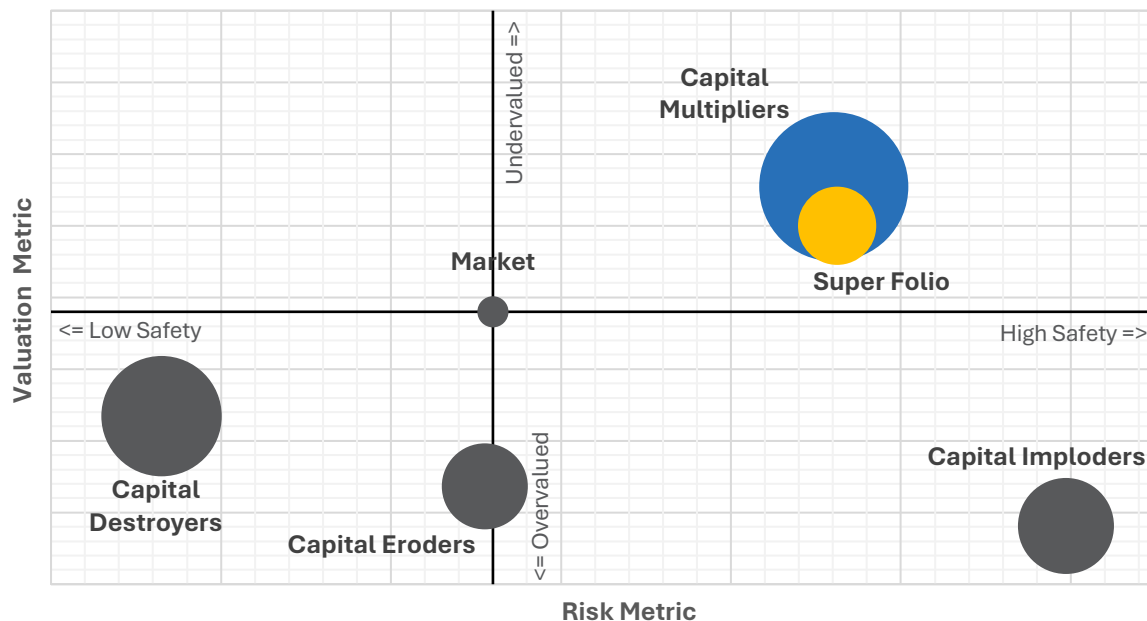 Undervalued =>
Capital
Multipliers
Market
Super Folio
<= Low Safety
High Safety =>
Valuation Metric
Capital Imploders
Capital
Destroyers
Capital Eroders
<= Overvalued
Risk Metric